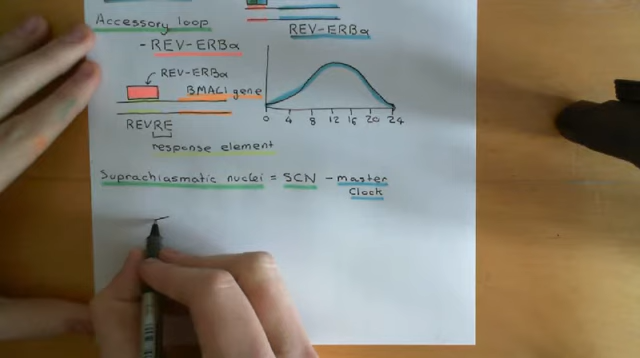 Accessory loop
REV-ERBα
- REV-ERBα
REV-ERBα
BMAL1 gene
0 4 8 12 16 20 24
REVRE
response element
Suprachiasmatic nuclei = SCN - master
Clock